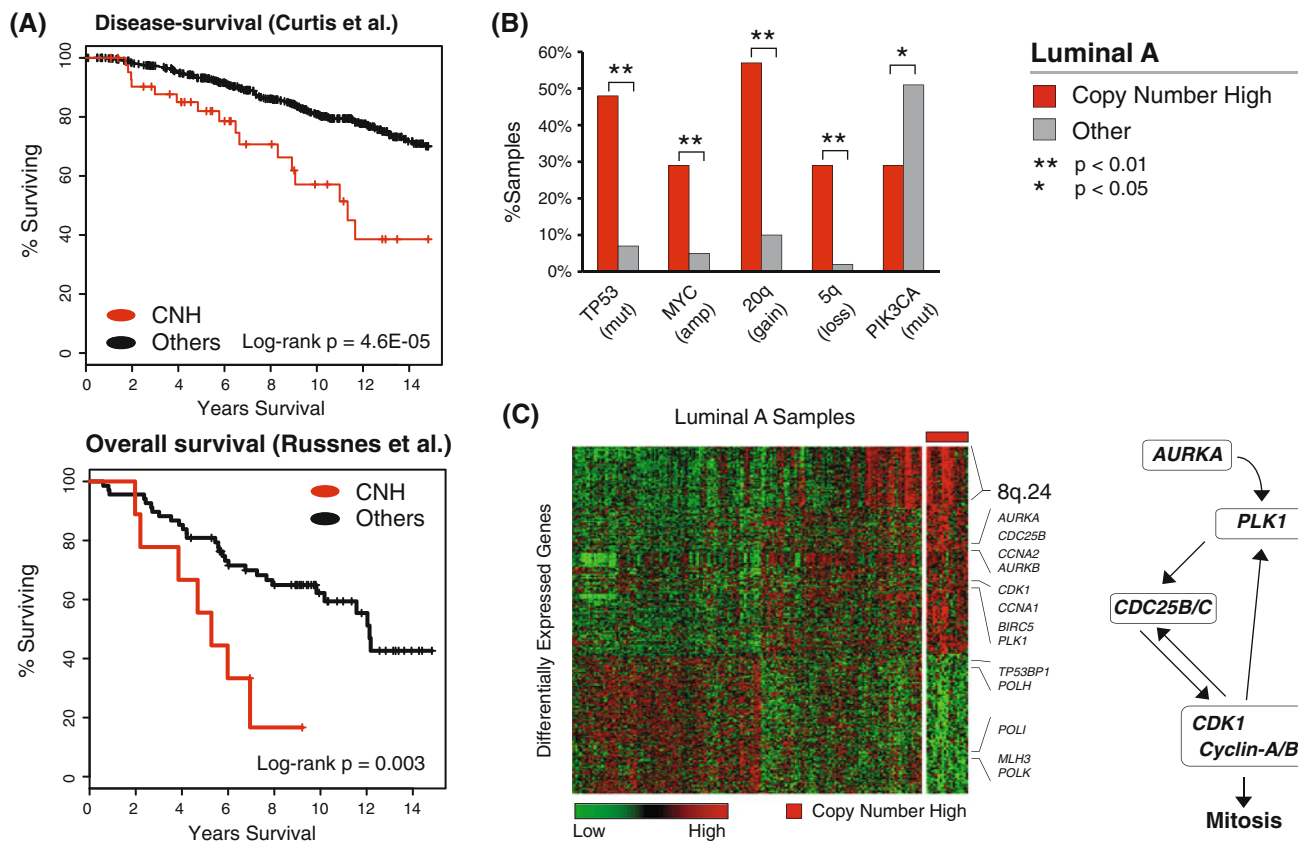 (A)
Disease-survival (Curtis et al.)
% Surviving
100
80
60
40
20
0
CNH
Others
Log-rank p = 4.6E-05
0 2 4 6 8 10 12 14
Years Survival
Overall survival (Russnes et al.)
% Surviving
100
80
60
40
20
0
CNH
Others
Log-rank p = 0.003
0 2 4 6 8 10 12 14
Years Survival
(B)
%Samples
60%
50%
40%
30%
20%
10%
0%
** ** ** ** *
TP53
(mut)
MYC
(amp)
20q
(gain)
5q
(loss)
PIK3CA
(mut)
Luminal A
Copy Number High
Other
** p < 0.01
* p < 0.05
(C)
Luminal A Samples
Differentially Expressed Genes
8q.24
AURKA
CDC25B
CCNA2
AURKB
CDK1
CCNA1
BIRC5
PLK1
TP53BP1
POLH
POLI
MLH3
POLK
Low High
Copy Number High
AURKA
PLK1
CDC25B/C
CDK1
Cyclin-A/B
Mitosis